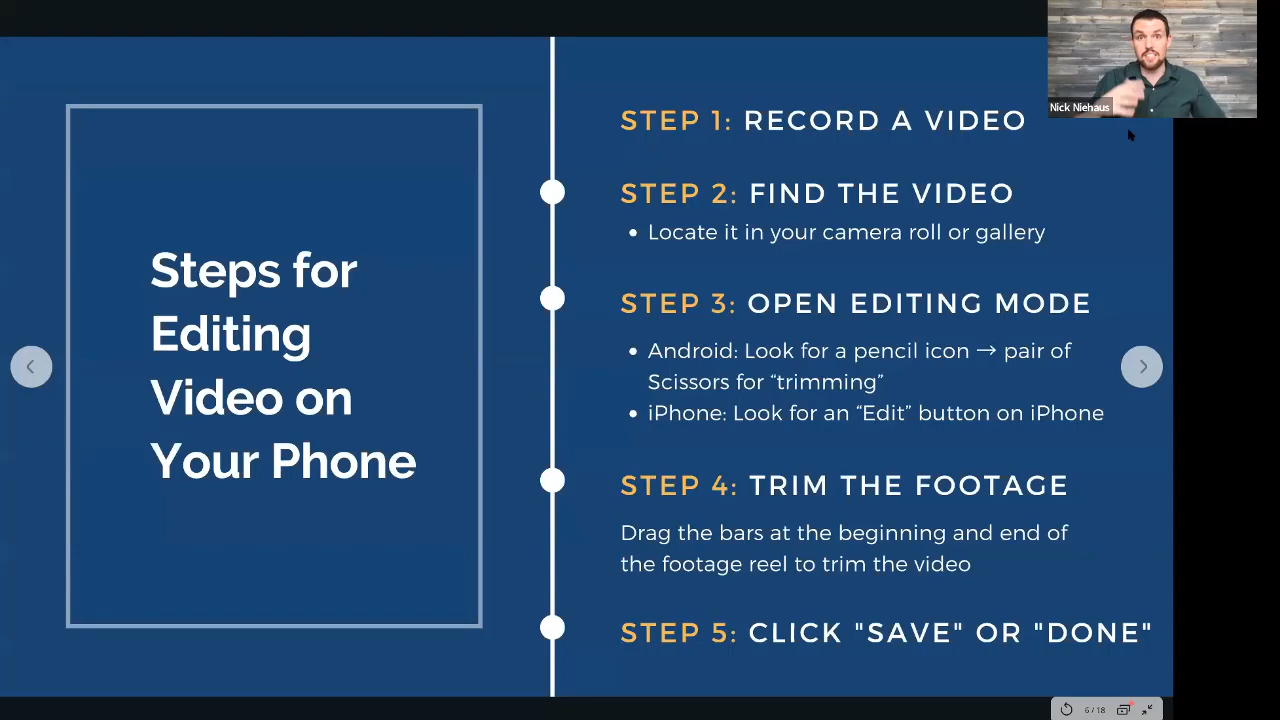 Steps for
Editing
Video on
Your Phone
STEP 1: RECORD A VIDEO
STEP 2: FIND THE VIDEO
• Locate it in your camera roll or gallery
STEP 3: OPEN EDITING MODE
• Android: Look for a pencil icon → pair of
Scissors for “trimming”
• iPhone: Look for an “Edit” button on iPhone
STEP 4: TRIM THE FOOTAGE
Drag the bars at the beginning and end of
the footage reel to trim the video
STEP 5: CLICK "SAVE" OR "DONE"
Nick Niehaus
6 / 18